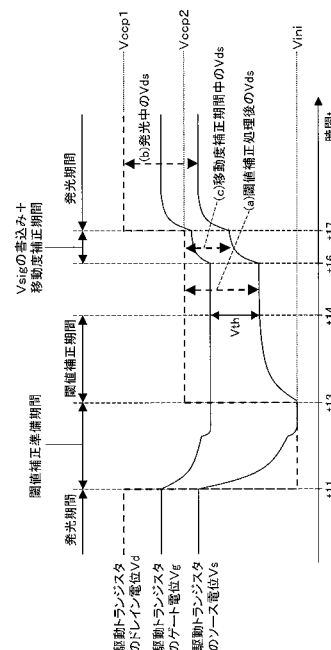 発光期間
閾値補正準備期間
閾値補正期間
Vsigの書込み+
移動度補正期間
発光期間
駆動トランジスタ
のドレイン電位Vd
駆動トランジスタ
のゲート電位Vg
駆動トランジスタ
のソース電位Vs
Vth
(a)閾値補正処理後のVds
(c)移動度補正期間中のVds
(b)発光中のVds
Vccp1
Vccp2
Vini
t11
t13
t14
t16
t17
時間t